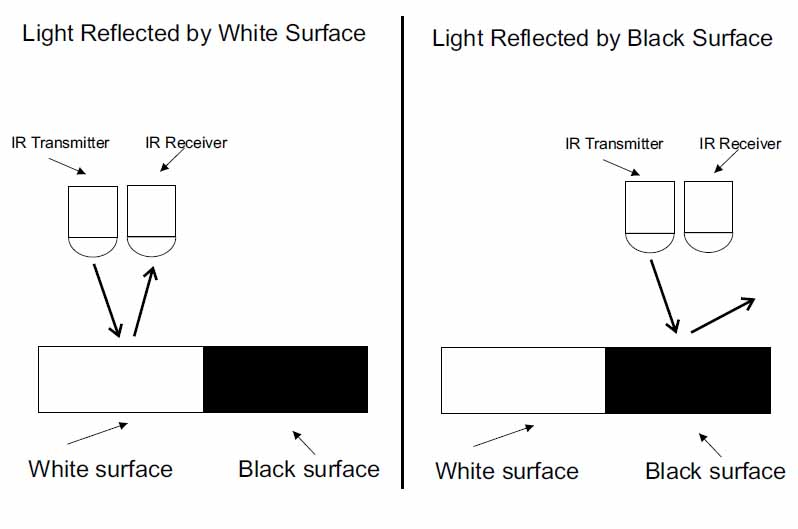 Light Reflected by White Surface
IR Transmitter
IR Receiver
White surface
Black surface
Light Reflected by Black Surface
IR Transmitter
IR Receiver
White surface
Black surface